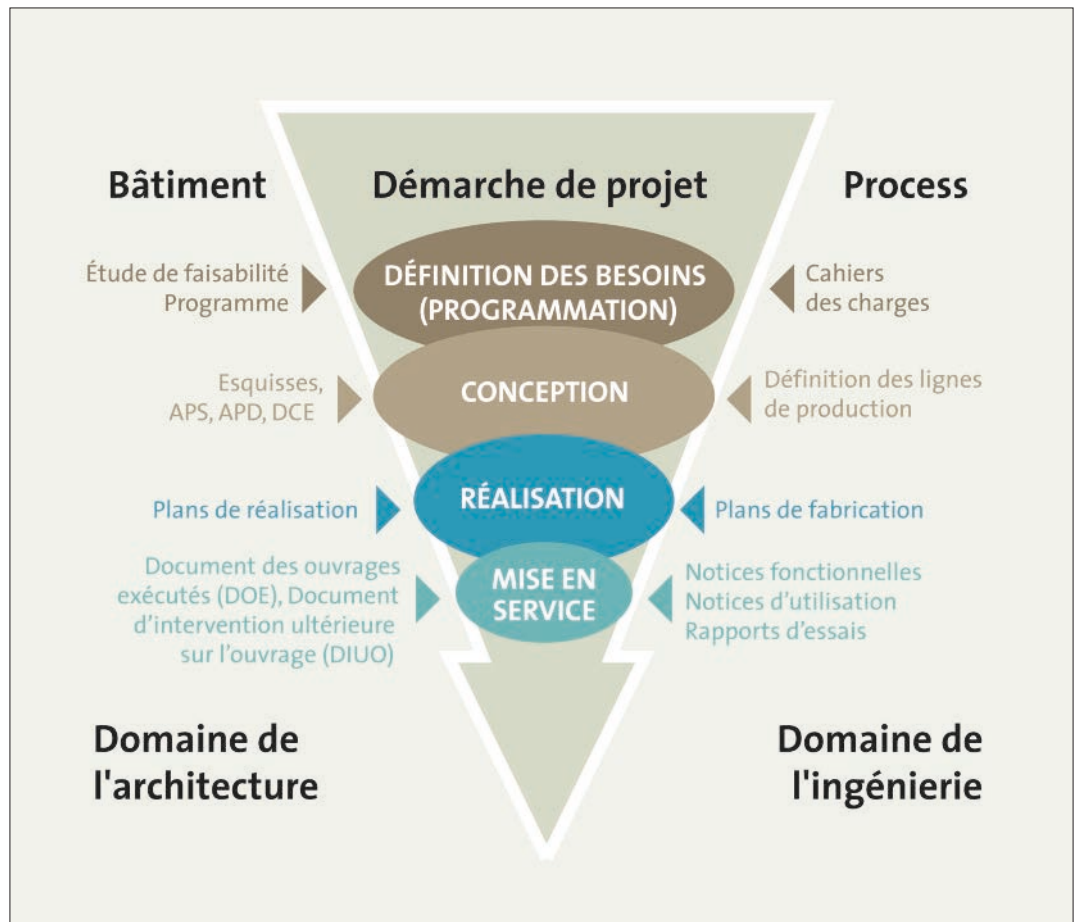 Bâtiment
Démarche de projet
Process
Étude de faisabilité
Programme
DÉFINITION DES BESOINS
(PROGRAMMATION)
Cahiers
des charges
Esquisses,
APS, APD, DCE
CONCEPTION
Définition des lignes
de production
Plans de réalisation
RÉALISATION
Plans de fabrication
Document des ouvrages
exécutés (DOE), Document
d'intervention ultérieure
sur l'ouvrage (DIUO)
MISE EN
SERVICE
Notices fonctionnelles
Notices d'utilisation
Rapports d'essais
Domaine de
l'architecture
Domaine de
l'ingénierie